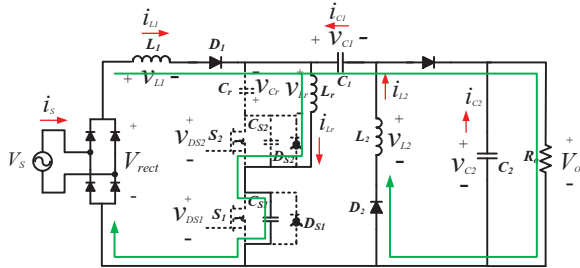 i_L1
L_1
D_1
+ v_L1 -
i_C1
+ v_C1 -
C_1
C_r
- v_Cr +
+ v_Lr -
L_r
i_Lr
i_S
V_S
+ V_rect -
+ v_DS2 -
S_2
C_S2
D_S2
i_L2
L_2
+ v_L2 -
i_C2
+ v_C2 -
C_2
R_o
+ V_o -
+ v_DS1 -
S_1
C_S1
D_S1
D_2